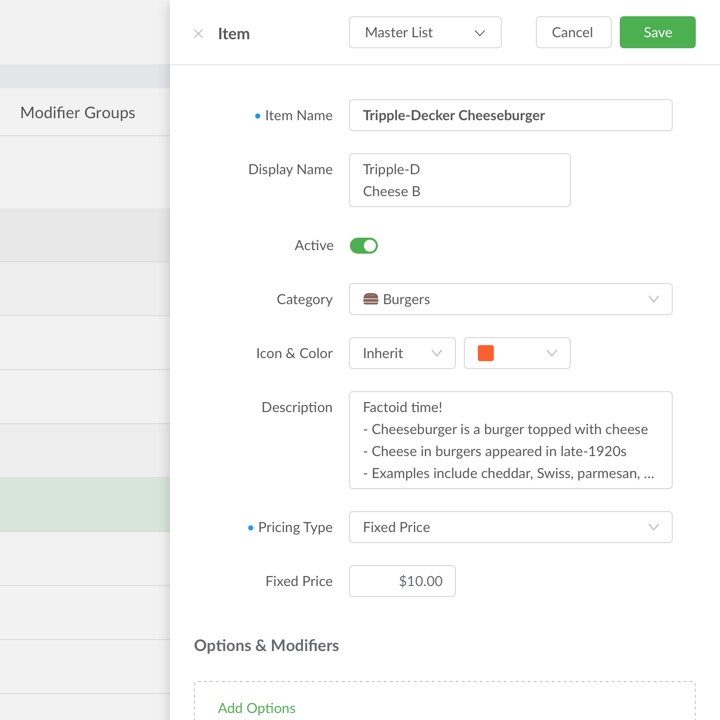 Item
Master List
Cancel
Save
Modifier Groups
Item Name
Tripple-Decker Cheeseburger
Display Name
Tripple-D
Cheese B
Active
Category
Burgers
Icon & Color
Inherit
Description
Factoid time!
- Cheeseburger is a burger topped with cheese
- Cheese in burgers appeared in late-1920s
- Examples include cheddar, Swiss, parmesan, ...
Pricing Type
Fixed Price
Fixed Price
$10.00
Options & Modifiers
Add Options